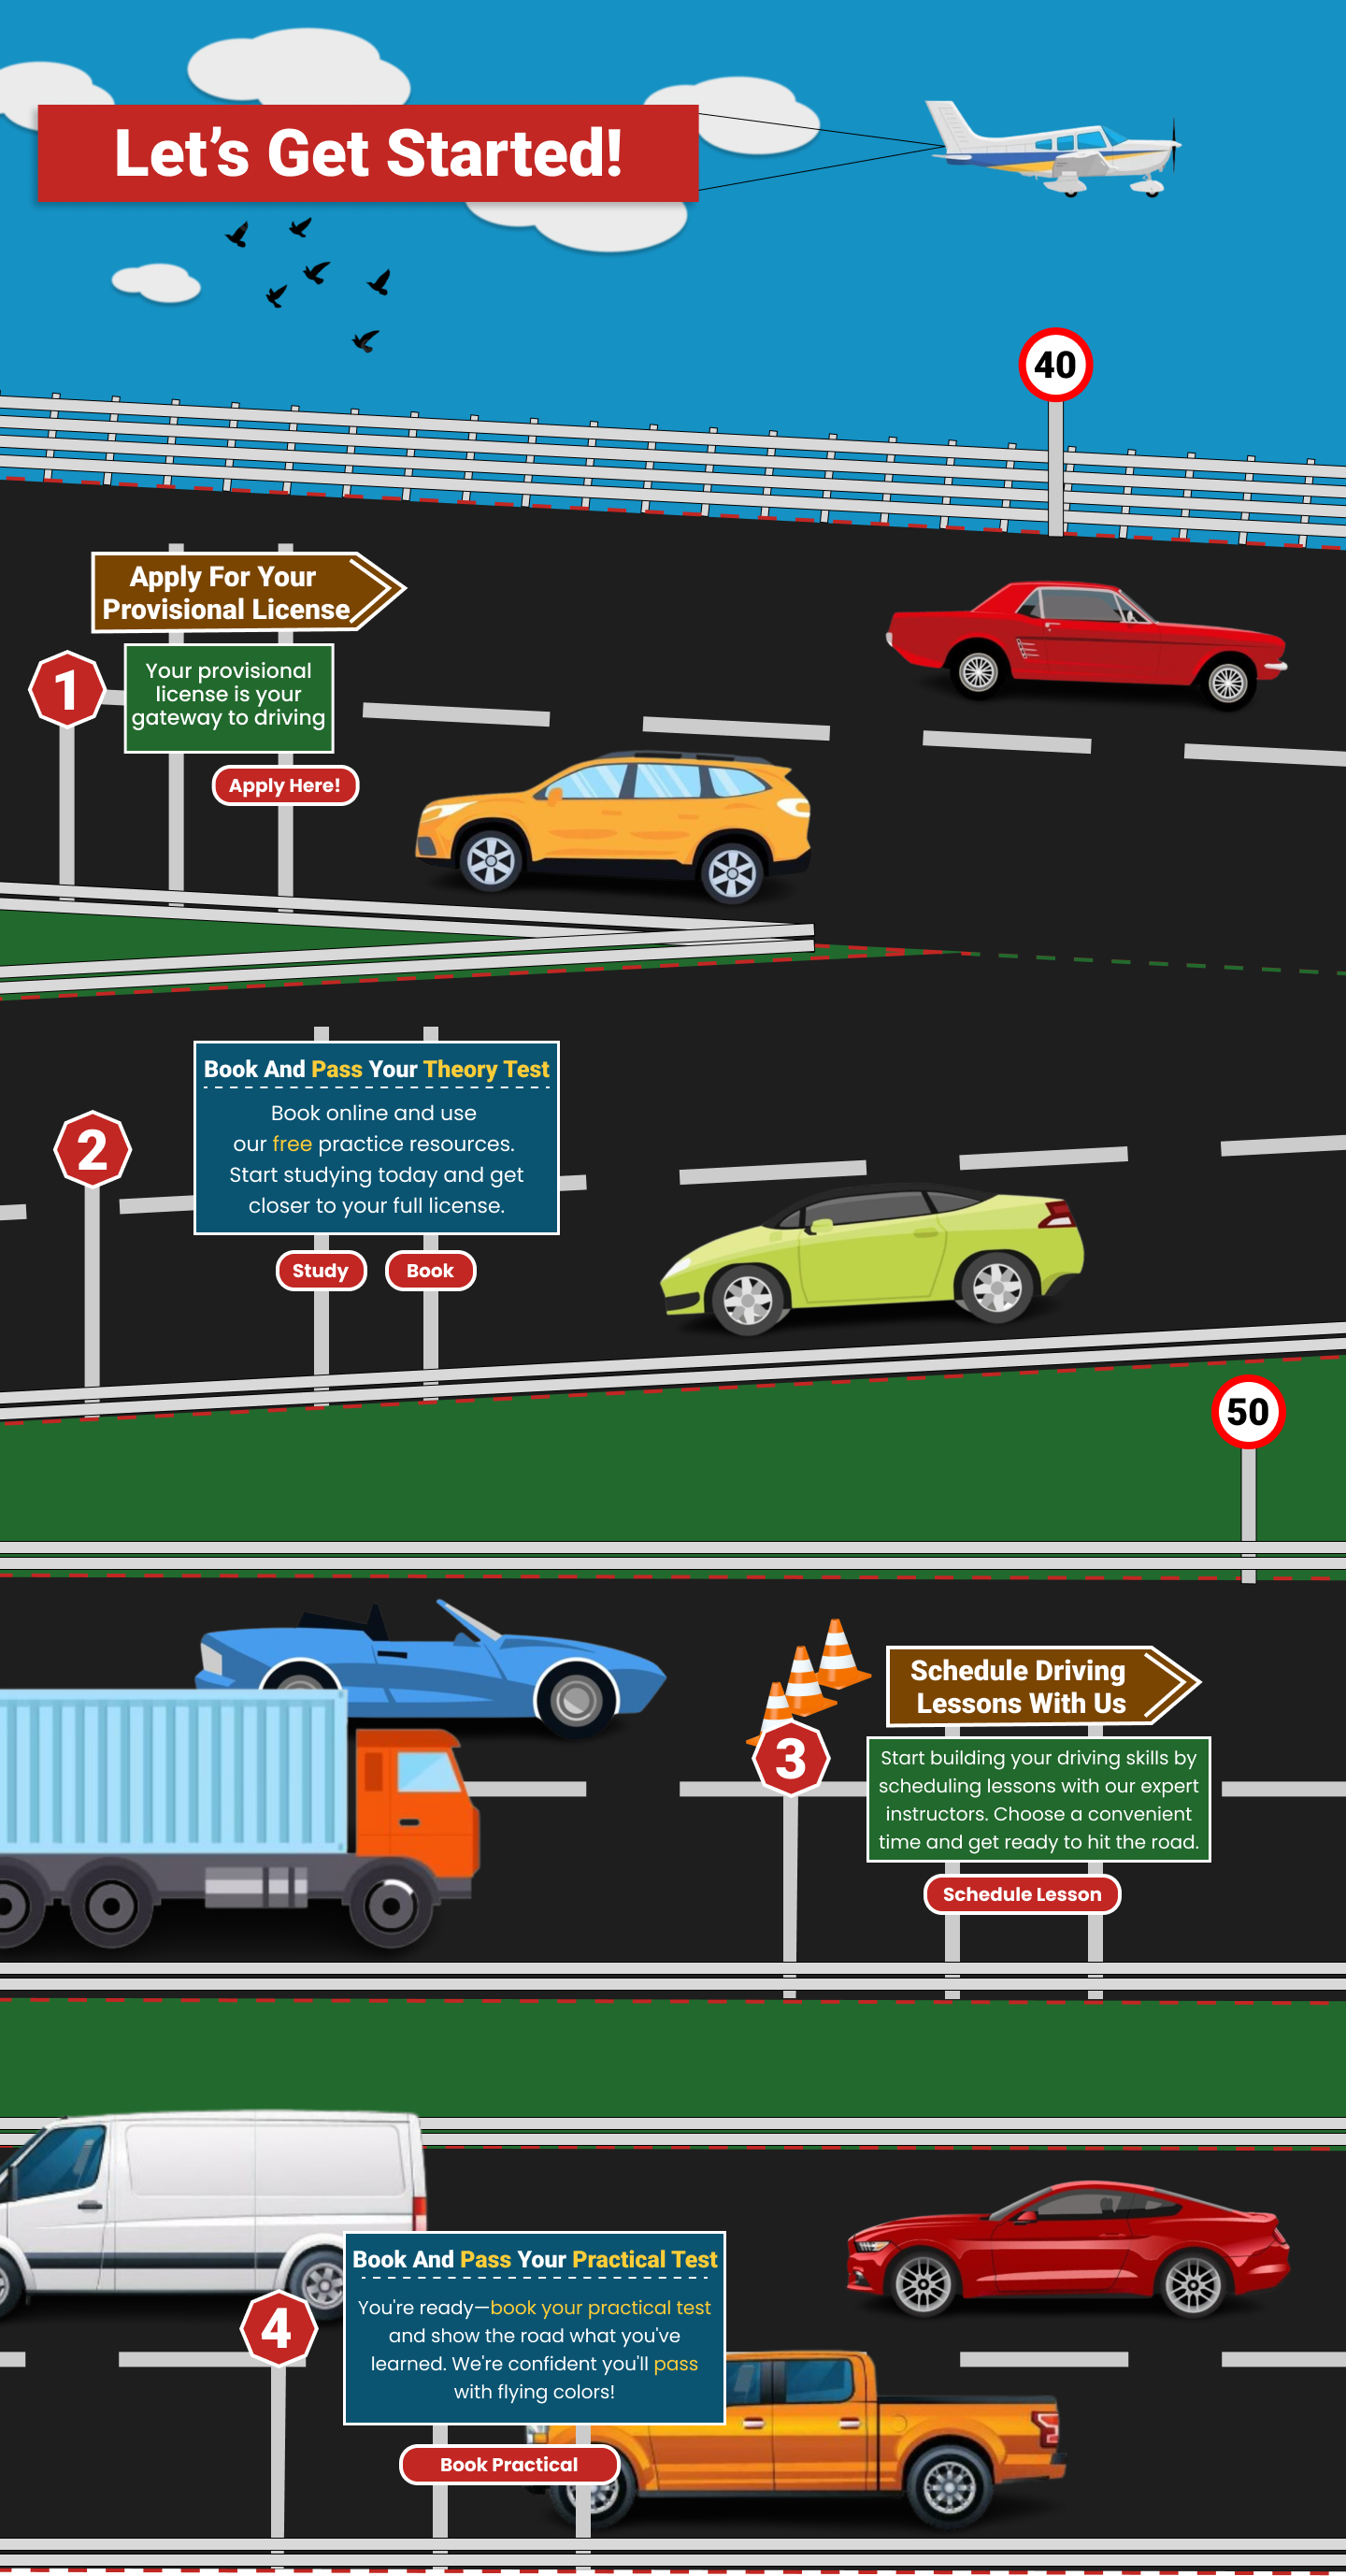 Let's Get Started!
40
Apply For Your
Provisional License
1
Your provisional
license is your
gateway to driving
Apply Here!
Book And Pass Your Theory Test
2
Book online and use
our free practice resources.
Start studying today and get
closer to your full license.
Study
Book
50
Schedule Driving
Lessons With Us
3
Start building your driving skills by
scheduling lessons with our expert
instructors. Choose a convenient
time and get ready to hit the road.
Schedule Lesson
Book And Pass Your Practical Test
4
You're ready—book your practical test
and show the road what you've
learned. We're confident you'll pass
with flying colors!
Book Practical